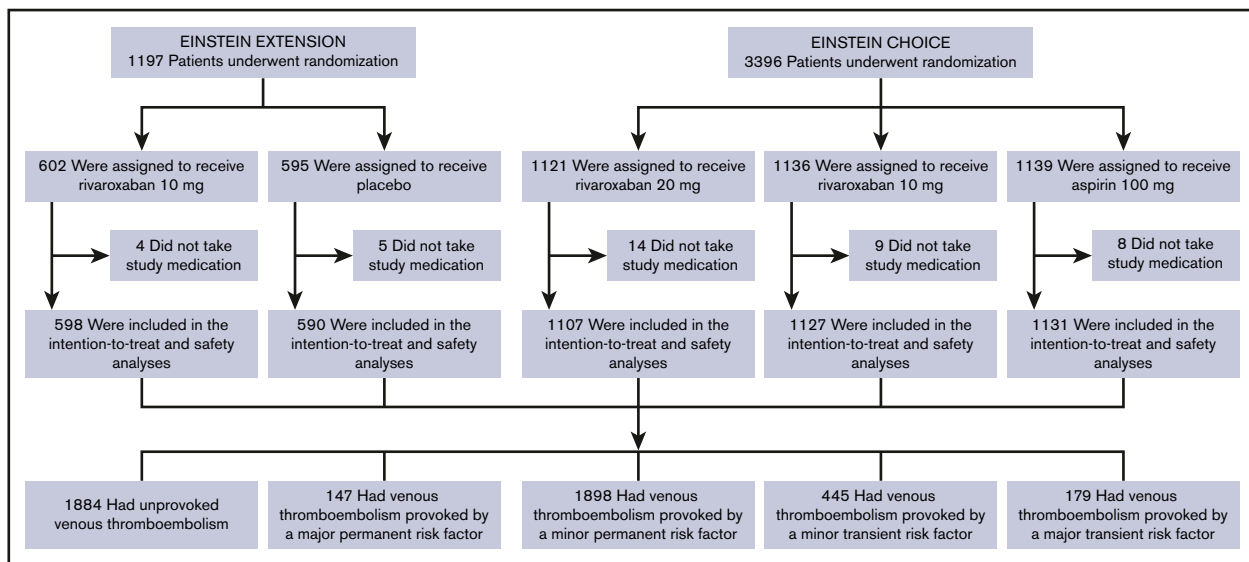 EINSTEIN EXTENSION
1197 Patients underwent randomization
EINSTEIN CHOICE
3396 Patients underwent randomization
602 Were assigned to receive
rivaroxaban 10 mg
595 Were assigned to receive
placebo
1121 Were assigned to receive
rivaroxaban 20 mg
1136 Were assigned to receive
rivaroxaban 10 mg
1139 Were assigned to receive
aspirin 100 mg
4 Did not take
study medication
5 Did not take
study medication
14 Did not take
study medication
9 Did not take
study medication
8 Did not take
study medication
598 Were included in the
intention-to-treat and safety
analyses
590 Were included in the
intention-to-treat and safety
analyses
1107 Were included in the
intention-to-treat and safety
analyses
1127 Were included in the
intention-to-treat and safety
analyses
1131 Were included in the
intention-to-treat and safety
analyses
1884 Had unprovoked
venous thromboembolism
147 Had venous
thromboembolism provoked by
a major permanent risk factor
1898 Had venous
thromboembolism provoked by
a minor permanent risk factor
445 Had venous
thromboembolism provoked by
a minor transient risk factor
179 Had venous
thromboembolism provoked by
a major transient risk factor